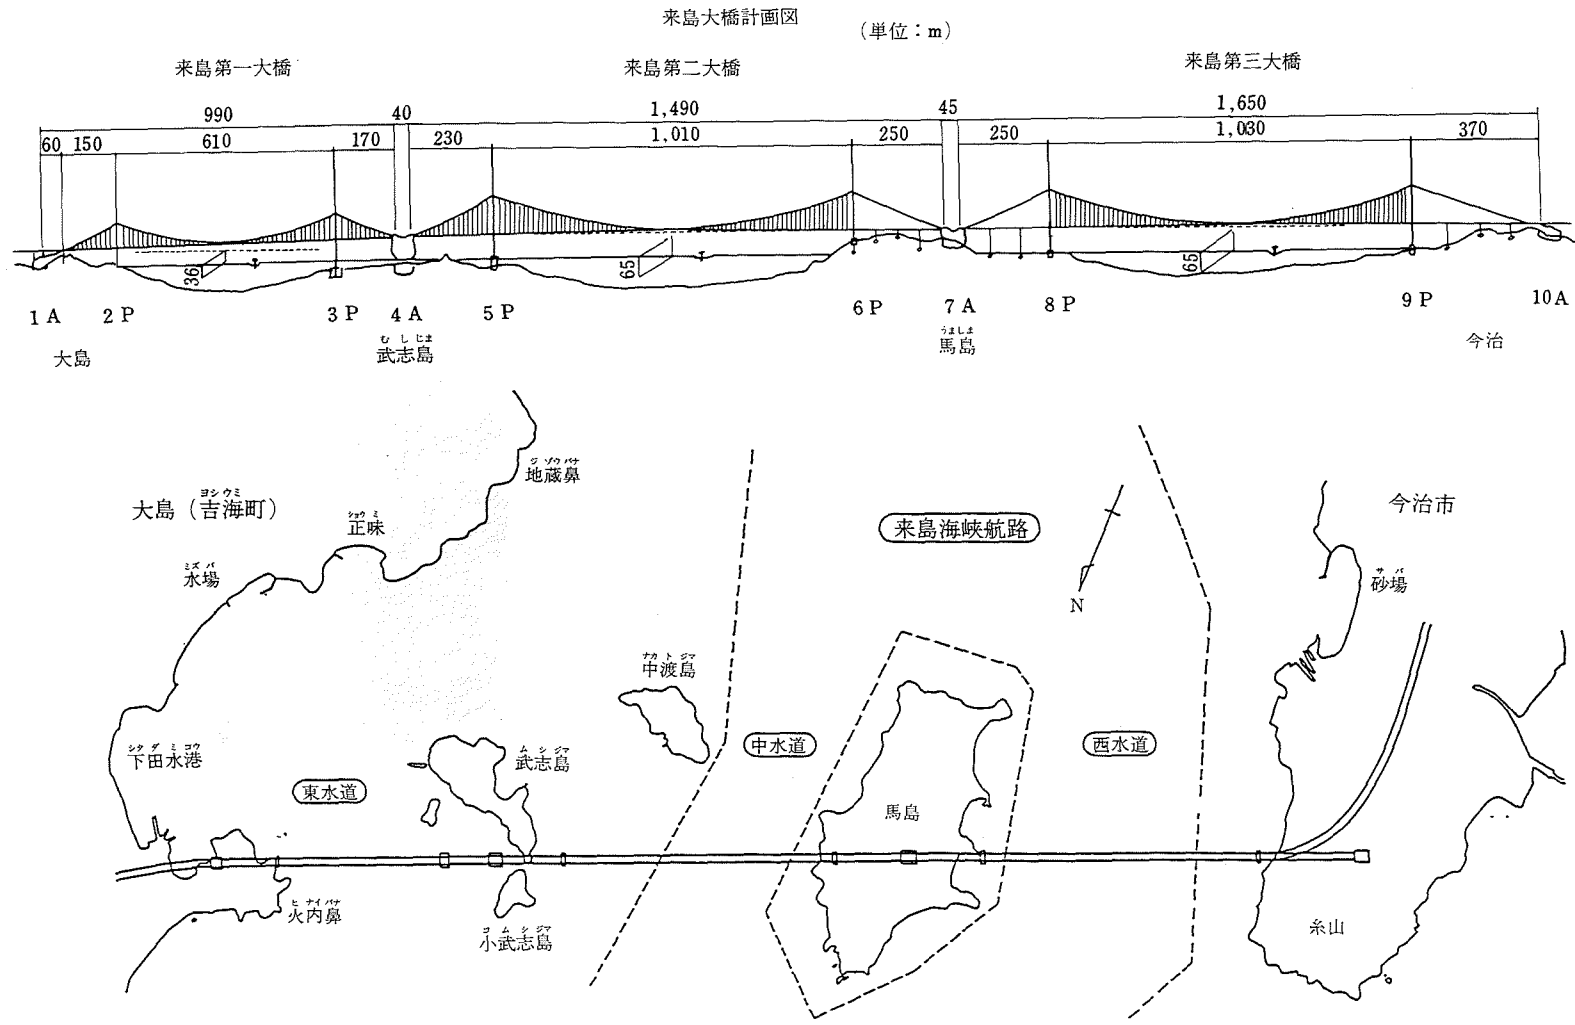 来島大橋計画図
(単位:m)
来島第一大橋
来島第二大橋
来島第三大橋
990
40
1,490
45
1,650
60
150
610
170
230
1,010
250
250
1,030
370
36
65
65
1A
2P
3P
4A
5P
6P
7A
8P
9P
10A
大島
むしじま
武志島
うましま
馬島
今治
ジゾウバナ
地蔵鼻
ヨシウミ
大島(吉海町)
ショウミ
正味
ミズバ
水場
来島海峡航路
N
今治市
サバ
砂場
ナカトジマ
中渡島
シタダミコウ
下田水港
ムシジマ
武志島
中水道
西水道
東水道
馬島
ヒナイバナ
火内鼻
コムシジマ
小武志島
糸山